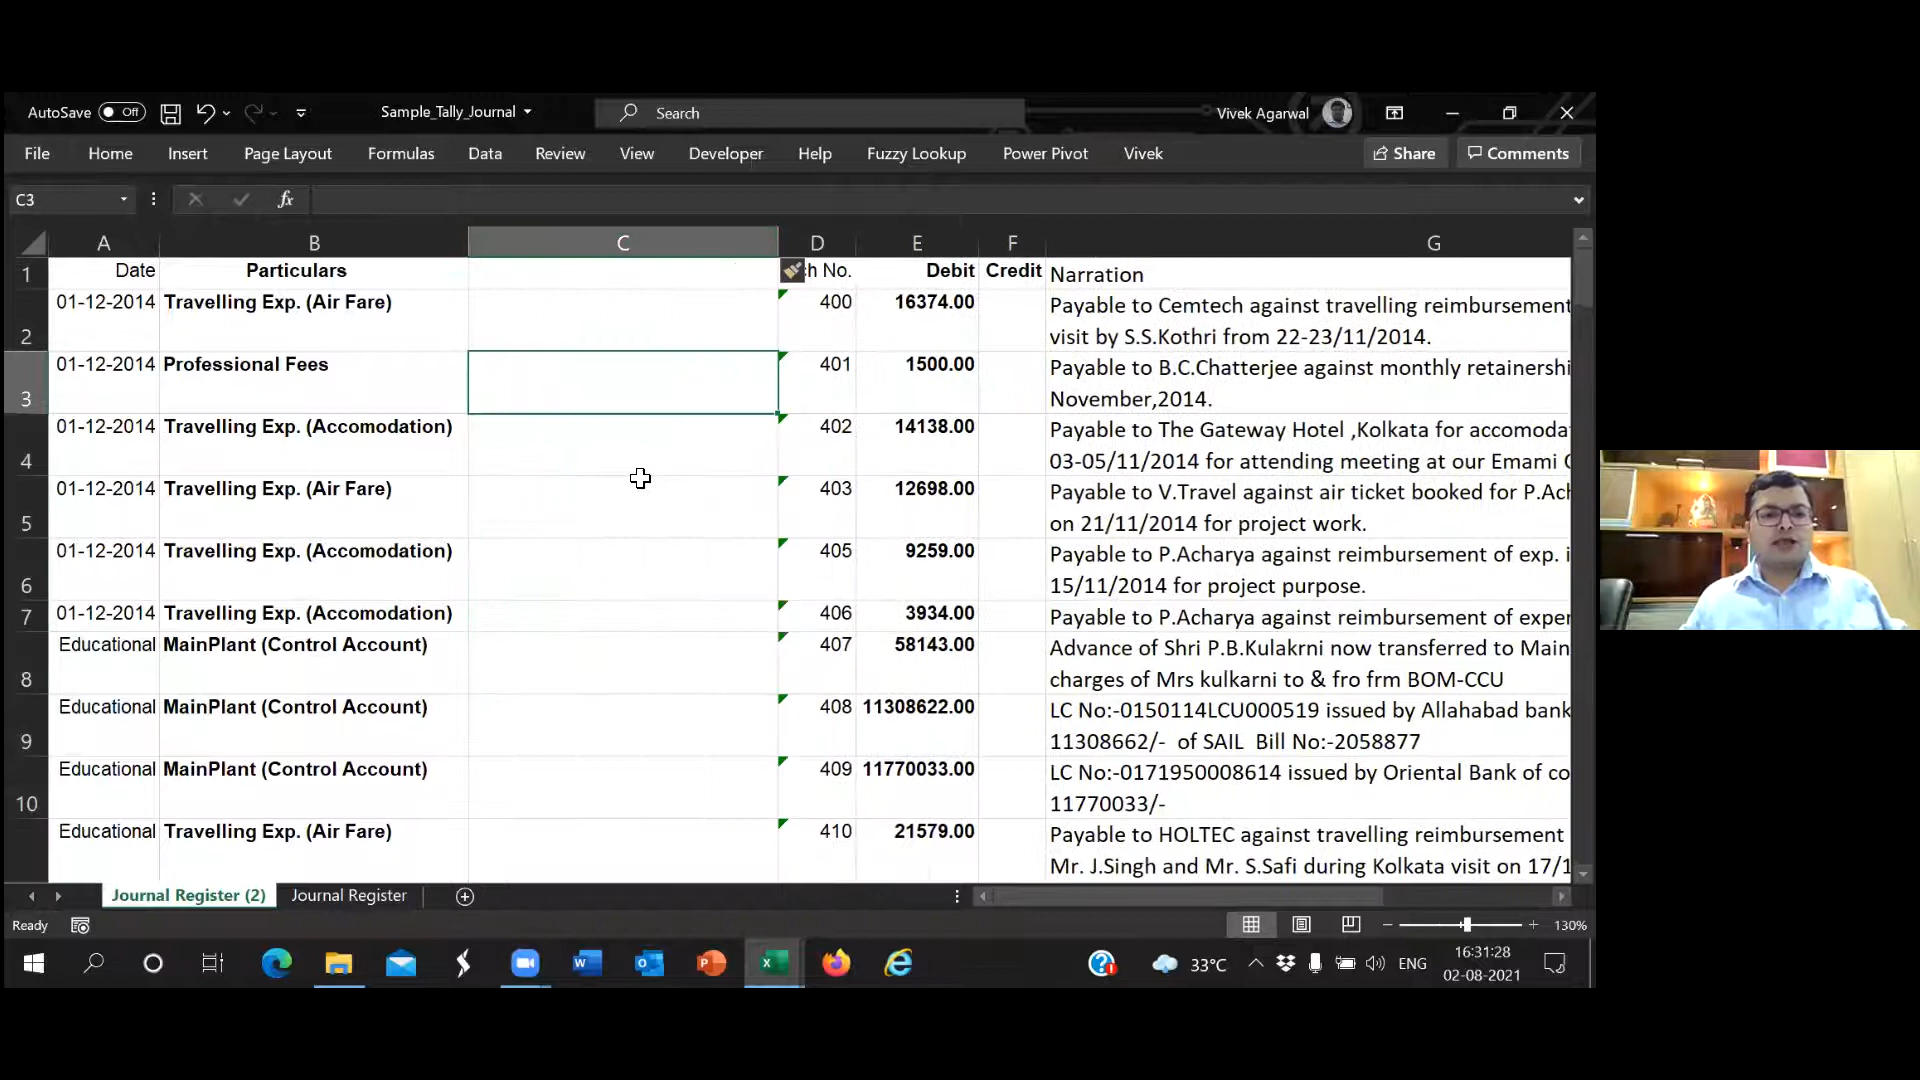 AutoSave Off Sample_Tally_Journal Search Vivek Agarwal
File Home Insert Page Layout Formulas Data Review View Developer Help Fuzzy Lookup Power Pivot Vivek Share Comments
C3 fx
A B C D E F G
1 Date Particulars h No. Debit Credit Narration
01-12-2014 Travelling Exp. (Air Fare) 400 16374.00 Payable to Cemtech against travelling reimbursement
2 visit by S.S.Kothri from 22-23/11/2014.
01-12-2014 Professional Fees 401 1500.00 Payable to B.C.Chatterjee against monthly retainershi
3 November,2014.
01-12-2014 Travelling Exp. (Accomodation) 402 14138.00 Payable to The Gateway Hotel ,Kolkata for accomoda
4 03-05/11/2014 for attending meeting at our Emami
01-12-2014 Travelling Exp. (Air Fare) 403 12698.00 Payable to V.Travel against air ticket booked for P.Ach
5 on 21/11/2014 for project work.
01-12-2014 Travelling Exp. (Accomodation) 405 9259.00 Payable to P.Acharya against reimbursement of exp. i
6 15/11/2014 for project purpose.
7 01-12-2014 Travelling Exp. (Accomodation) 406 3934.00 Payable to P.Acharya against reimbursement of exper
Educational MainPlant (Control Account) 407 58143.00 Advance of Shri P.B.Kulakrni now transferred to Main
8 charges of Mrs kulkarni to & fro frm BOM-CCU
Educational MainPlant (Control Account) 408 11308622.00 LC No:-0150114LCU000519 issued by Allahabad bank
9 11308662/- of SAIL Bill No:-2058877
Educational MainPlant (Control Account) 409 11770033.00 LC No:-0171950008614 issued by Oriental Bank of co
10 11770033/-
Educational Travelling Exp. (Air Fare) 410 21579.00 Payable to HOLTEC against travelling reimbursement
Mr. J.Singh and Mr. S.Safi during Kolkata visit on 17/1
Journal Register (2) Journal Register
Ready 130%
33°C ENG 16:31:28
02-08-2021